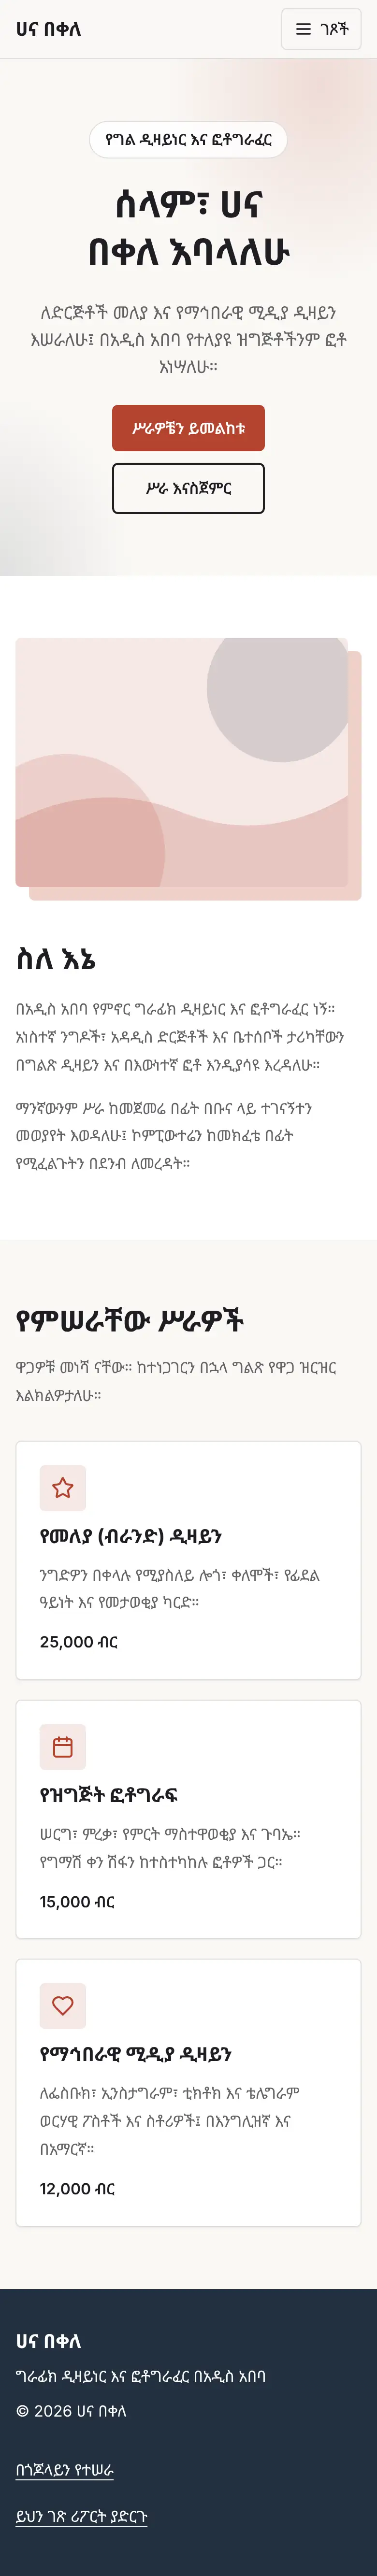 ሀና በቀለ
ገጾች
የግል ዲዛይነር እና ፎቶግራፈር
ሰላም፣ ሀና
በቀለ እባላለሁ
ለድርጅቶች መለያ እና የማኅበራዊ ሚዲያ ዲዛይን
እሠራለሁ፤ በአዲስ አበባ የተለያዩ ዝግጅቶችንም ፎቶ
አነሣለሁ።
ሥራዎቼን ይመልከቱ
ሥራ እናስጀምር
ስለ እኔ
በአዲስ አበባ የምኖር ግራፊክ ዲዛይነር እና ፎቶግራፈር ነኝ።
አነስተኛ ንግዶች፣ አዳዲስ ድርጅቶች እና ቤተሰቦች ታሪካቸውን
በግልጽ ዲዛይን እና በእውነተኛ ፎቶ እንዲያሳዩ እረዳለሁ።
ማንኛውንም ሥራ ከመጀመሬ በፊት በቡና ላይ ተገናኝተን
መወያየት እወዳለሁ፤ ኮምፒውተሬን ከመክፈቴ በፊት
የሚፈልጉትን በደንብ ለመረዳት።
የምሠራቸው ሥራዎች
ዋጋዎቹ መነሻ ናቸው። ከተነጋገርን በኋላ ግልጽ የዋጋ ዝርዝር
እልክልዎታለሁ።
የመለያ (ብራንድ) ዲዛይን
ንግድዎን በቀላሉ የሚያስለይ ሎጎ፣ ቀለሞች፣ የፊደል
ዓይነት እና የመታወቂያ ካርድ።
25,000 ብር
የዝግጅት ፎቶግራፍ
ሠርግ፣ ምረቃ፣ የምርት ማስተዋወቂያ እና ጉባኤ።
የግማሽ ቀን ሽፋን ከተስተካከሉ ፎቶዎች ጋር።
15,000 ብር
የማኅበራዊ ሚዲያ ዲዛይን
ለፌስቡክ፣ ኢንስታግራም፣ ቲክቶክ እና ቴሌግራም
ወርሃዊ ፖስቶች እና ስቶሪዎች፤ በእንግሊዝኛ እና
በአማርኛ።
12,000 ብር
ሀና በቀለ
ግራፊክ ዲዛይነር እና ፎቶግራፈር በአዲስ አበባ
© 2026 ሀና በቀለ
በጎጆላይን የተሠራ
ይህን ገጽ ሪፖርት ያድርጉ